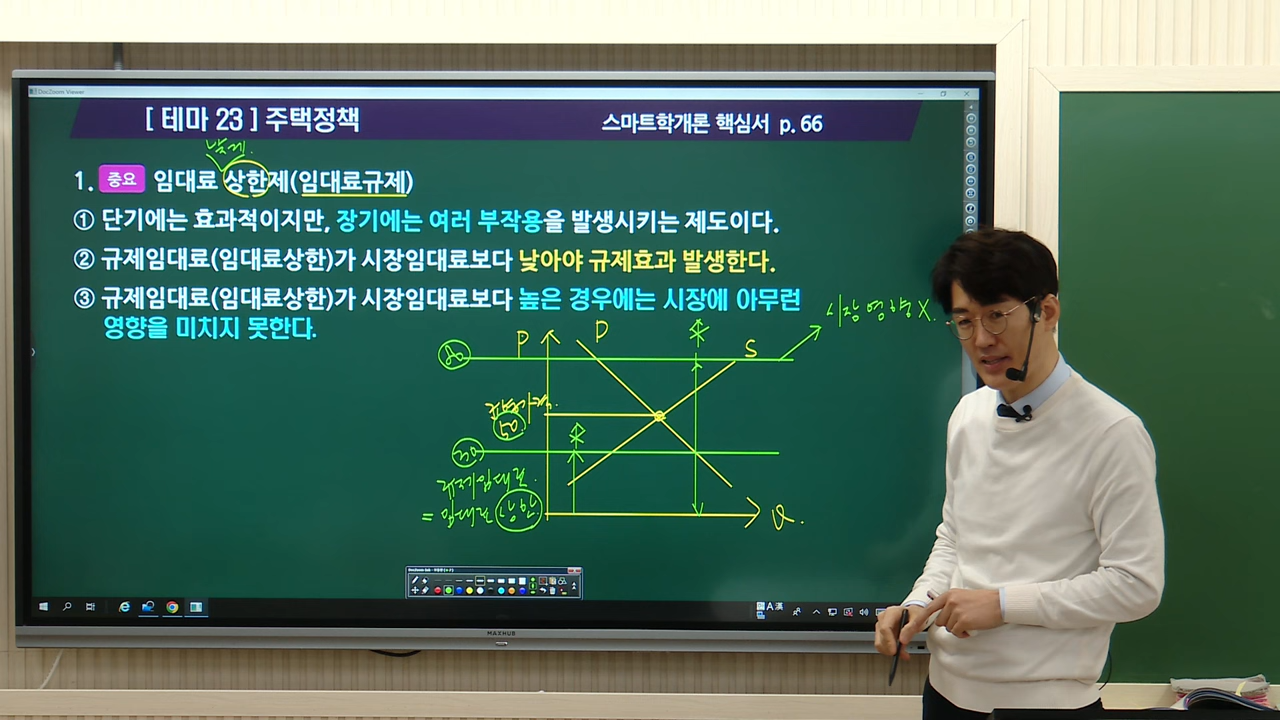 DocZoom Viewer
[ 테마 23 ] 주택정책
스마트학개론 핵심서 p. 66
낮게.
1. 중요 임대료 상한제(임대료규제)
① 단기에는 효과적이지만, 장기에는 여러 부작용을 발생시키는 제도이다.
② 규제임대료(임대료상한)가 시장임대료보다 낮아야 규제효과 발생한다.
③ 규제임대료(임대료상한)가 시장임대료보다 높은 경우에는 시장에 아무런
영향을 미치지 못한다.
시장 영향 X.
P D S
80
균형가격.
50
30
규제임대료.
= 임대료 상한
Q.
A 漢
MAXHUB